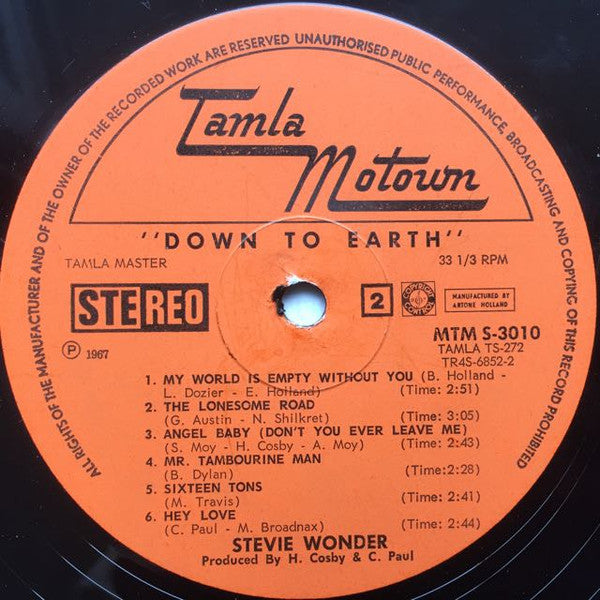 ALL RIGHTS OF THE MANUFACTURER AND OF THE OWNER OF THE RECORDED WORK ARE RESERVED UNAUTHORISED PUBLIC PERFORMANCE, BROADCASTING AND COPYING OF THIS RECORD PROHIBITED
Tamla
Motown
"DOWN TO EARTH"
TAMLA MASTER
33 1/3 RPM
STEREO
2
MANUFACTURED BY
ARTONE HOLLAND
MTM S-3010
TAMLA TS-272
TR4S-6852-2
Ⓟ 1967
1. MY WORLD IS EMPTY WITHOUT YOU (B. Holland -
L. Dozier - E. Holland) (Time: 2:51)
2. THE LONESOME ROAD
(G. Austin - N. Shilkret) (Time: 3:05)
3. ANGEL BABY (DON'T YOU EVER LEAVE ME)
(S. Moy - H. Cosby - A. Moy) (Time: 2:43)
4. MR. TAMBOURINE MAN
(B. Dylan) (Time: 2:28)
5. SIXTEEN TONS
(M. Travis) (Time: 2:41)
6. HEY LOVE
(C. Paul - M. Broadnax) (Time: 2:44)
STEVIE WONDER
Produced By H. Cosby & C. Paul